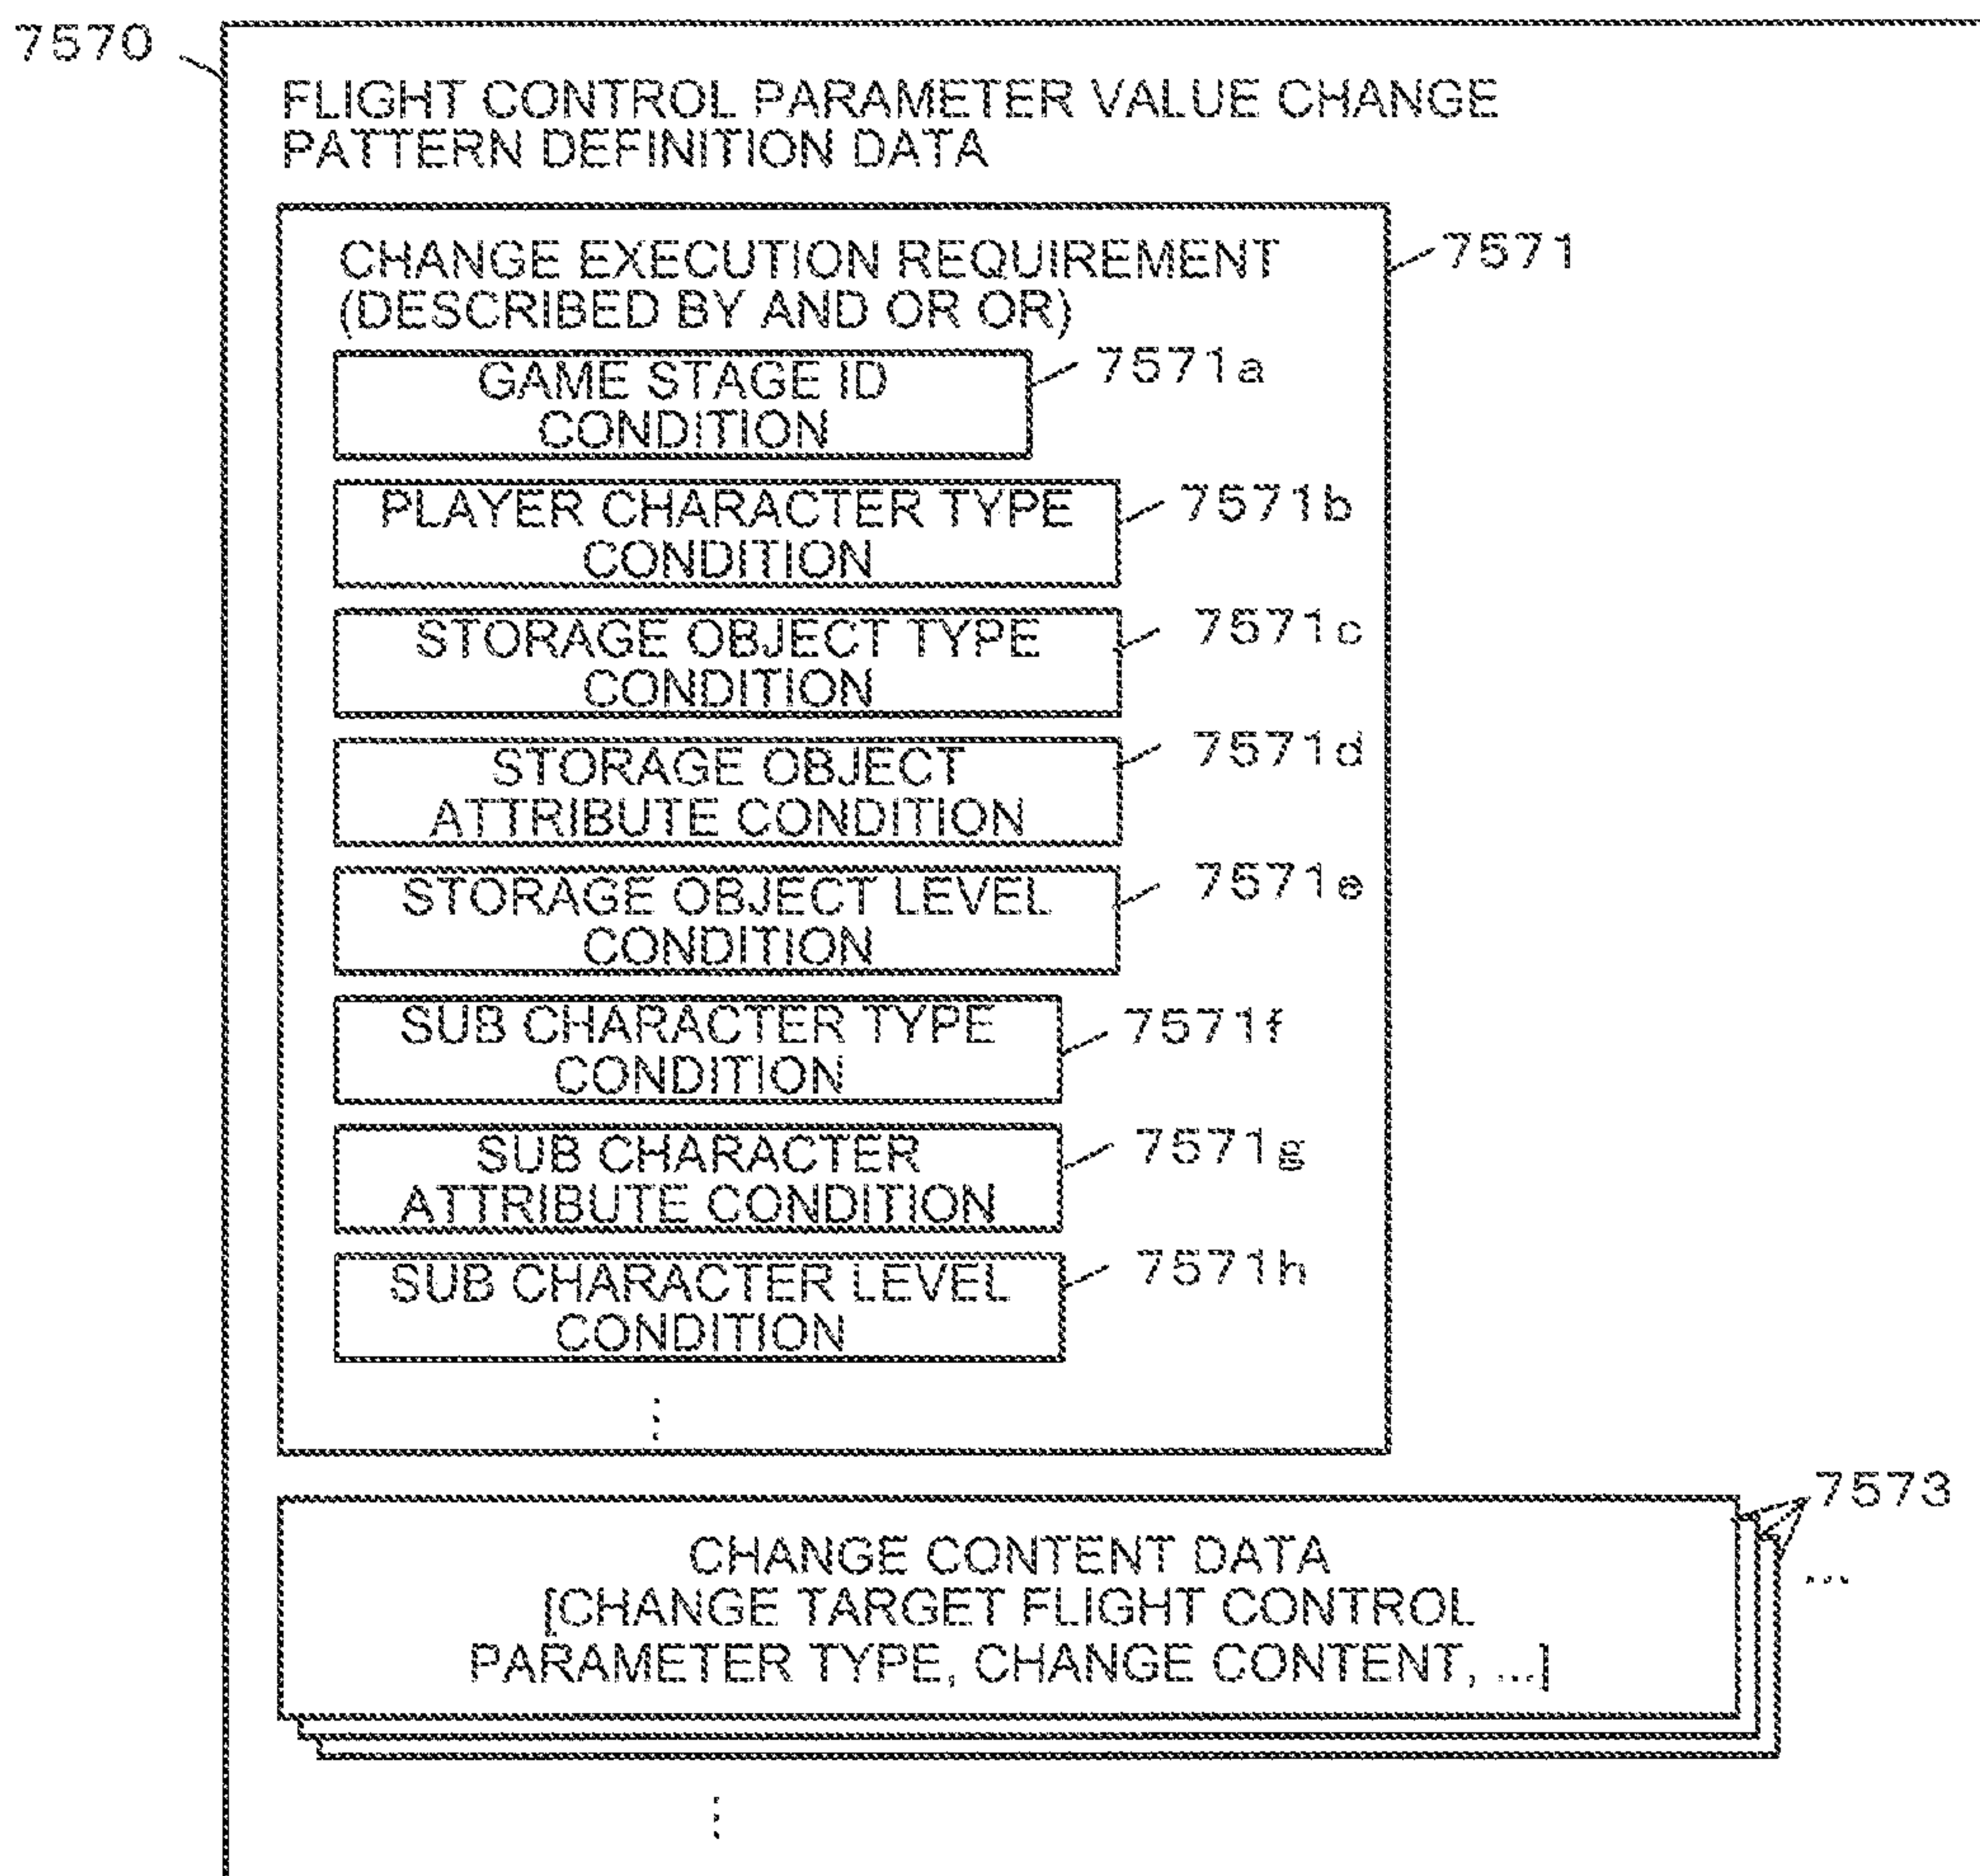 7570
FLIGHT CONTROL PARAMETER VALUE CHANGE
PATTERN DEFINITION DATA
CHANGE EXECUTION REQUIREMENT
(DESCRIBED BY AND OR OR)
7571
GAME STAGE ID
CONDITION
7571a
PLAYER CHARACTER TYPE
CONDITION
7571b
STORAGE OBJECT TYPE
CONDITION
7571c
STORAGE OBJECT
ATTRIBUTE CONDITION
7571d
STORAGE OBJECT LEVEL
CONDITION
7571e
SUB CHARACTER TYPE
CONDITION
7571f
SUB CHARACTER
ATTRIBUTE CONDITION
7571g
SUB CHARACTER LEVEL
CONDITION
7571h
⋮
7573
CHANGE CONTENT DATA
[CHANGE TARGET FLIGHT CONTROL
PARAMETER TYPE, CHANGE CONTENT, ...]
...
⋮